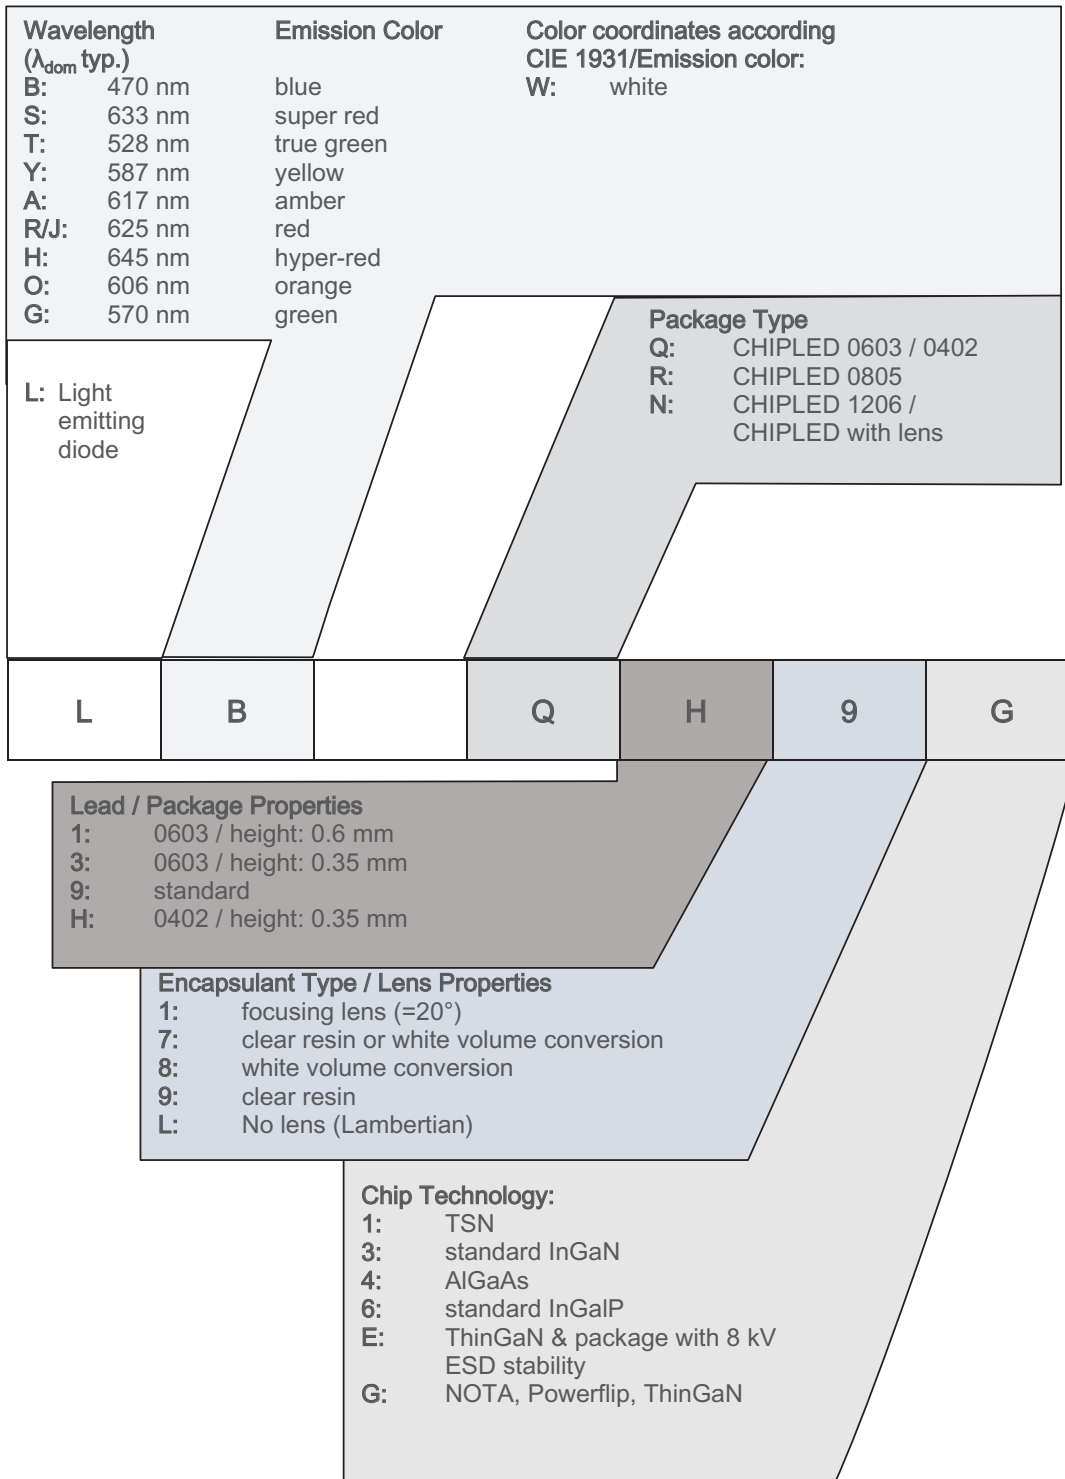 Wavelength Emission Color Color coordinates according
(λdom typ.) CIE 1931/Emission color:
B: 470 nm blue W: white
S: 633 nm super red
T: 528 nm true green
Y: 587 nm yellow
A: 617 nm amber
R/J: 625 nm red
H: 645 nm hyper-red
O: 606 nm orange
G: 570 nm green
Package Type
Q: CHIPLED 0603 / 0402
R: CHIPLED 0805
N: CHIPLED 1206 /
CHIPLED with lens
L: Light
emitting
diode
L B Q H 9 G
Lead / Package Properties
1: 0603 / height: 0.6 mm
3: 0603 / height: 0.35 mm
9: standard
H: 0402 / height: 0.35 mm
Encapsulant Type / Lens Properties
1: focusing lens (=20°)
7: clear resin or white volume conversion
8: white volume conversion
9: clear resin
L: No lens (Lambertian)
Chip Technology:
1: TSN
3: standard InGaN
4: AlGaAs
6: standard InGalP
E: ThinGaN & package with 8 kV
ESD stability
G: NOTA, Powerflip, ThinGaN